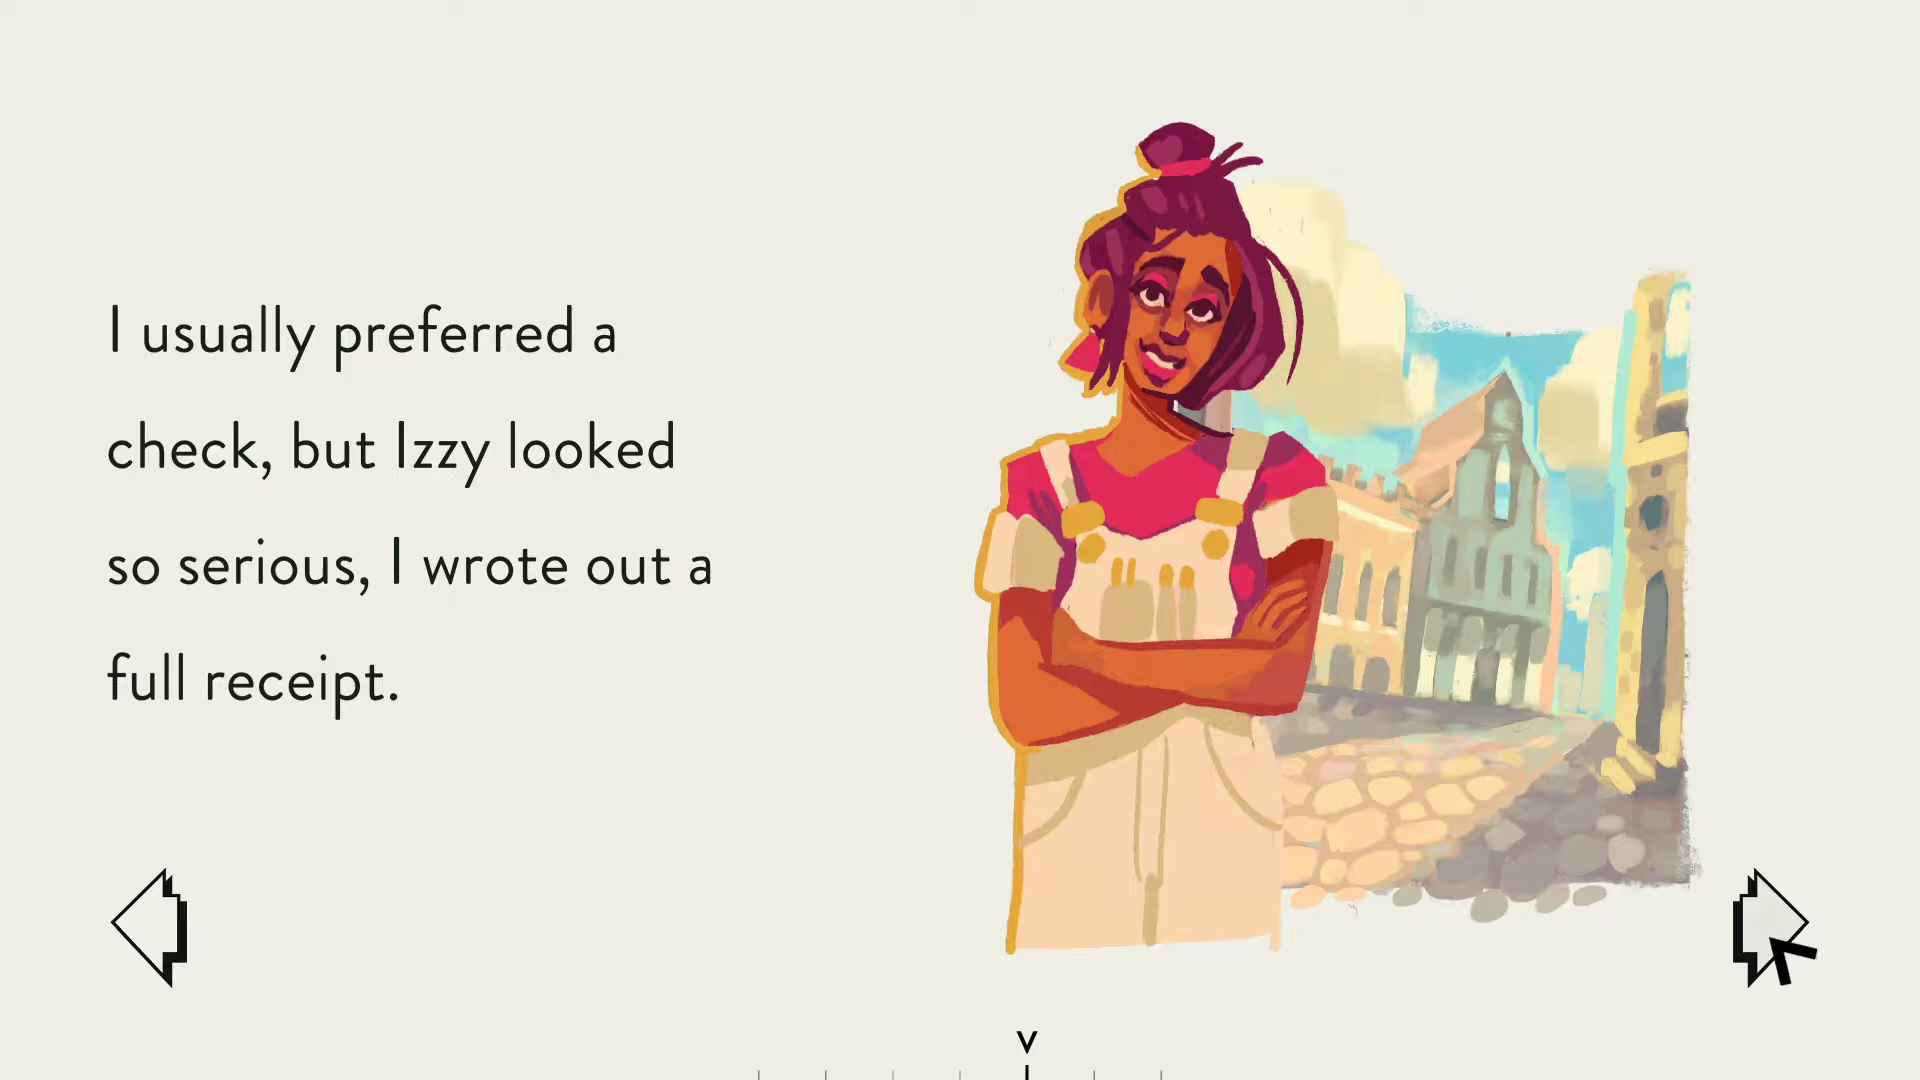 I usually preferred a
check, but Izzy looked
so serious, I wrote out a
full receipt.